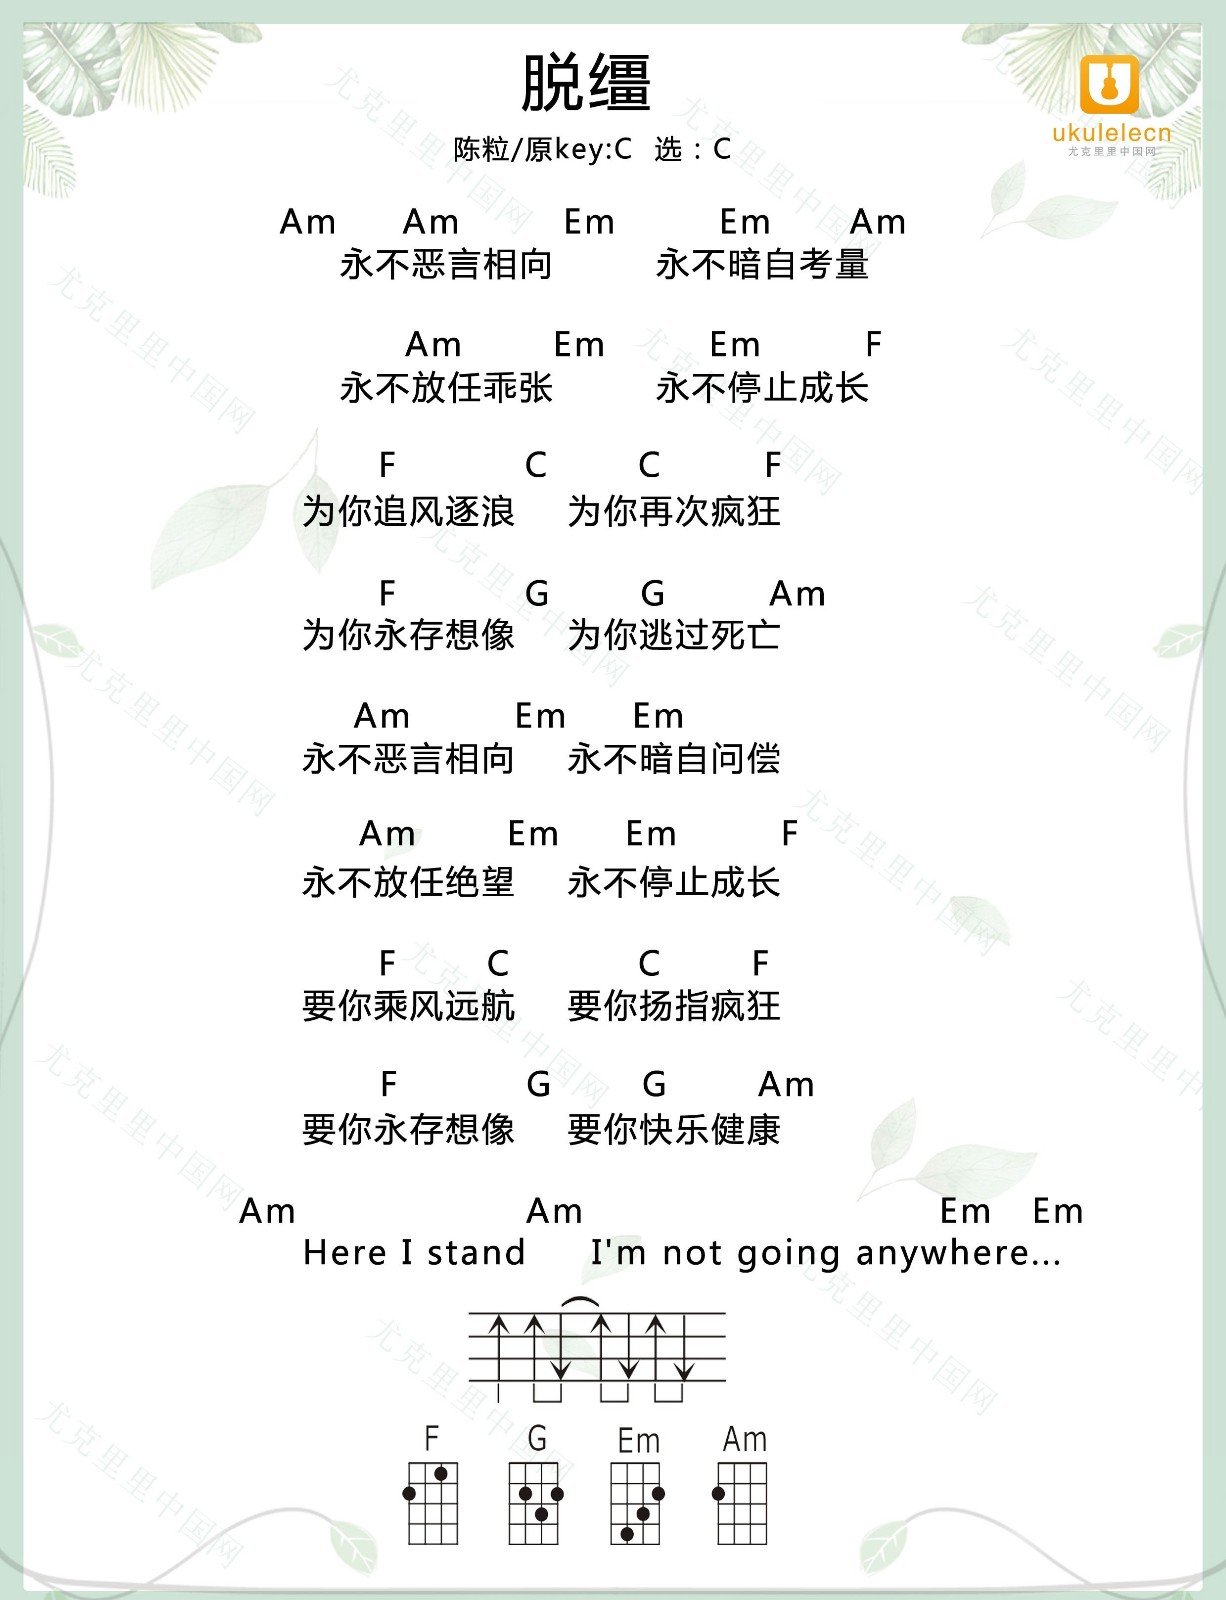 脱缰
陈粒/原key:C 选：C
ukulelecn
尤克里里中国网
Am Am Em Em Am
永不恶言相向 永不暗自考量
Am Em Em F
永不放任乖张 永不停止成长
F C C F
为你追风逐浪 为你再次疯狂
F G G Am
为你永存想像 为你逃过死亡
Am Em Em
永不恶言相向 永不暗自问偿
Am Em Em F
永不放任绝望 永不停止成长
F C C F
要你乘风远航 要你扬指疯狂
F G G Am
要你永存想像 要你快乐健康
Am Am Em Em
Here I stand I'm not going anywhere...
F G Em Am